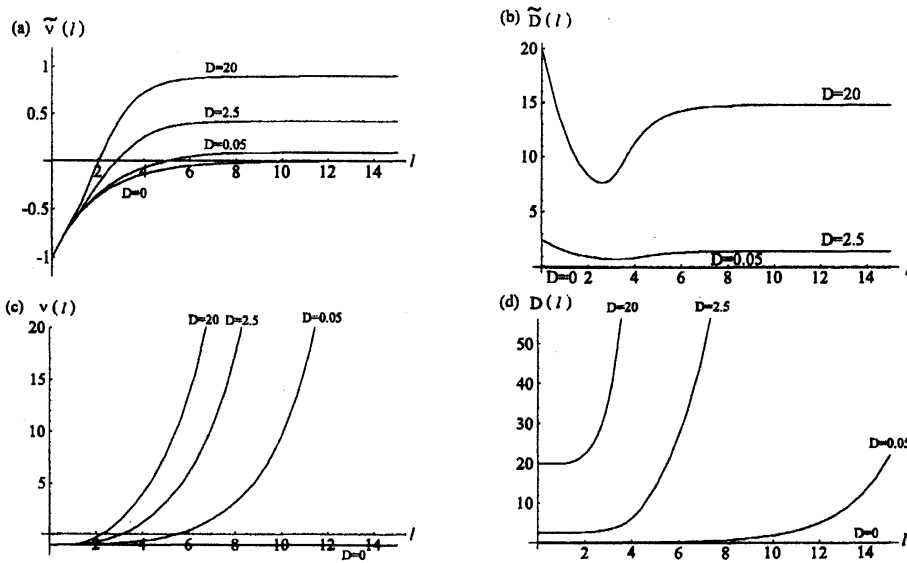 (a) ṽ(l)
1
0.5
-0.5
-1
2 4 6 8 10 12 14 l
D=20
D=2.5
D=0.05
D=0
(b) D̃(l)
20
15
10
5
2 4 6 8 10 12 14
D=20
D=2.5
D=0.05
D=0
(c) v(l)
20
15
10
5
2 4 6 8 10 12 14 l
D=20 D=2.5 D=0.05
D=0
(d) D(l)
50
40
30
20
10
2 4 6 8 10 12 14 l
D=20 D=2.5
D=0.05
D=0